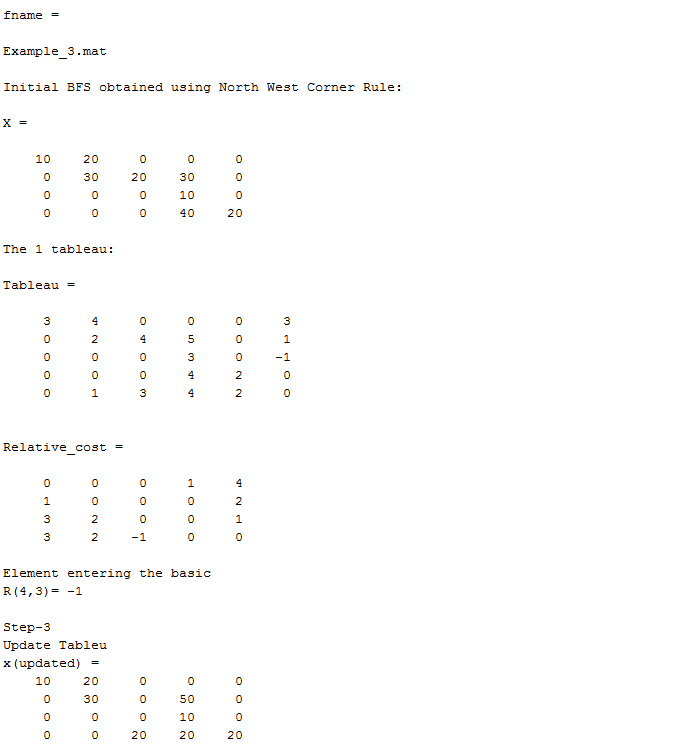 fname =
Example_3.mat
Initial BFS obtained using North West Corner Rule:
X =
10 20 0 0 0
0 30 20 30 0
0 0 0 10 0
0 0 0 40 20
The 1 tableau:
Tableau =
3 4 0 0 0 3
0 2 4 5 0 1
0 0 0 3 0 -1
0 0 0 4 2 0
0 1 3 4 2 0
Relative_cost =
0 0 0 1 4
1 0 0 0 2
3 2 0 0 1
3 2 -1 0 0
Element entering the basic
R(4,3)= -1
Step-3
Update Tableu
x(updated) =
10 20 0 0 0
0 30 0 50 0
0 0 0 10 0
0 0 20 20 20